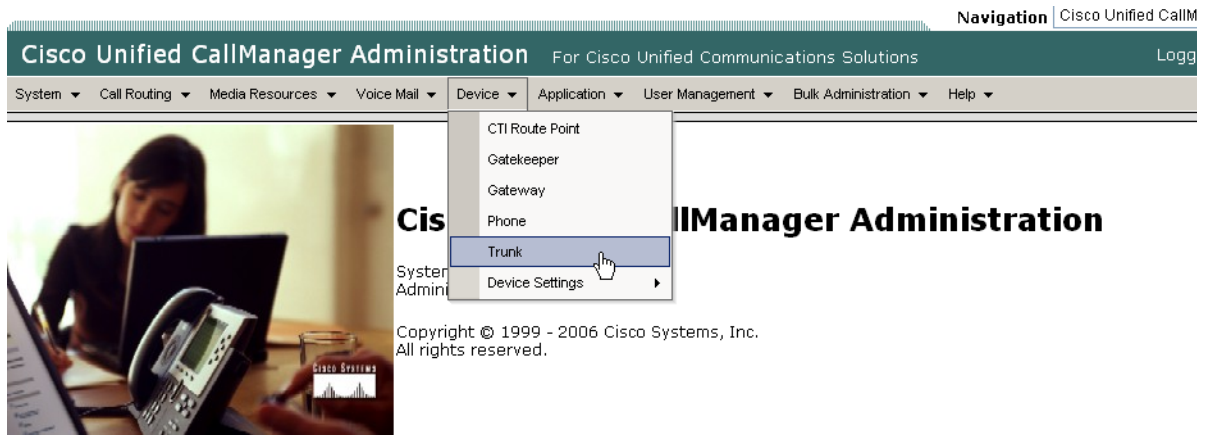 Navigation Cisco Unified CallM
Cisco Unified CallManager Administration For Cisco Unified Communications Solutions Logg
System Call Routing Media Resources Voice Mail Device Application User Management Bulk Administration Help
CTI Route Point
Gatekeeper
Gateway
Phone
Trunk
Device Settings
Cis llManager Administration
System
Admini
Copyright © 1999 - 2006 Cisco Systems, Inc.
All rights reserved.
CISCO SYSTEMS